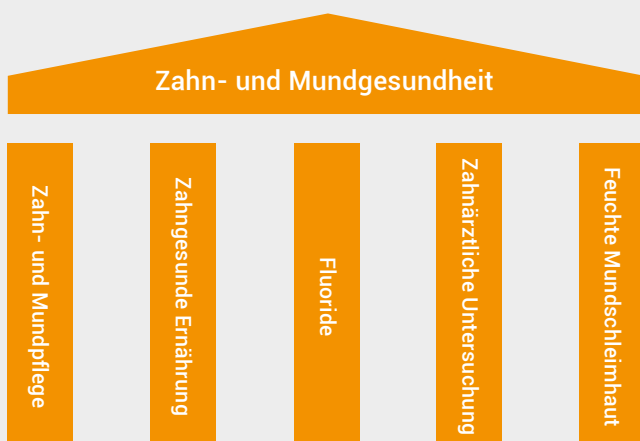 Zahn- und Mundgesundheit
Zahn- und Mundpflege
Zahngesunde Ernährung
Fluoride
Zahnärztliche Untersuchung
Feuchte Mundschleimhaut